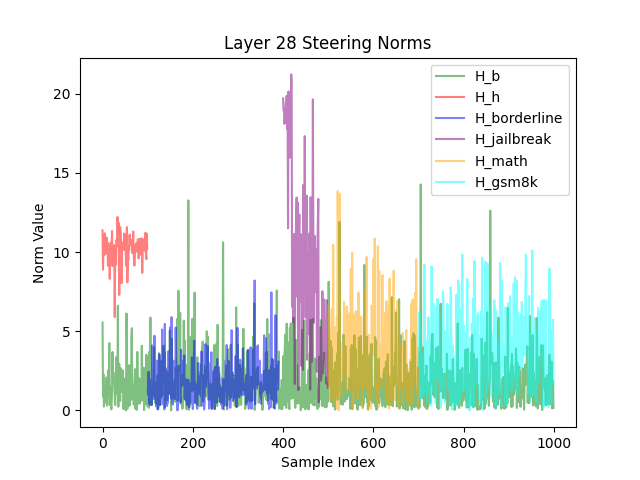 Layer 28 Steering Norms
H_b
H_h
H_borderline
H_jailbreak
H_math
H_gsm8k
20
15
10
5
0
Norm Value
0
200
400
600
800
1000
Sample Index